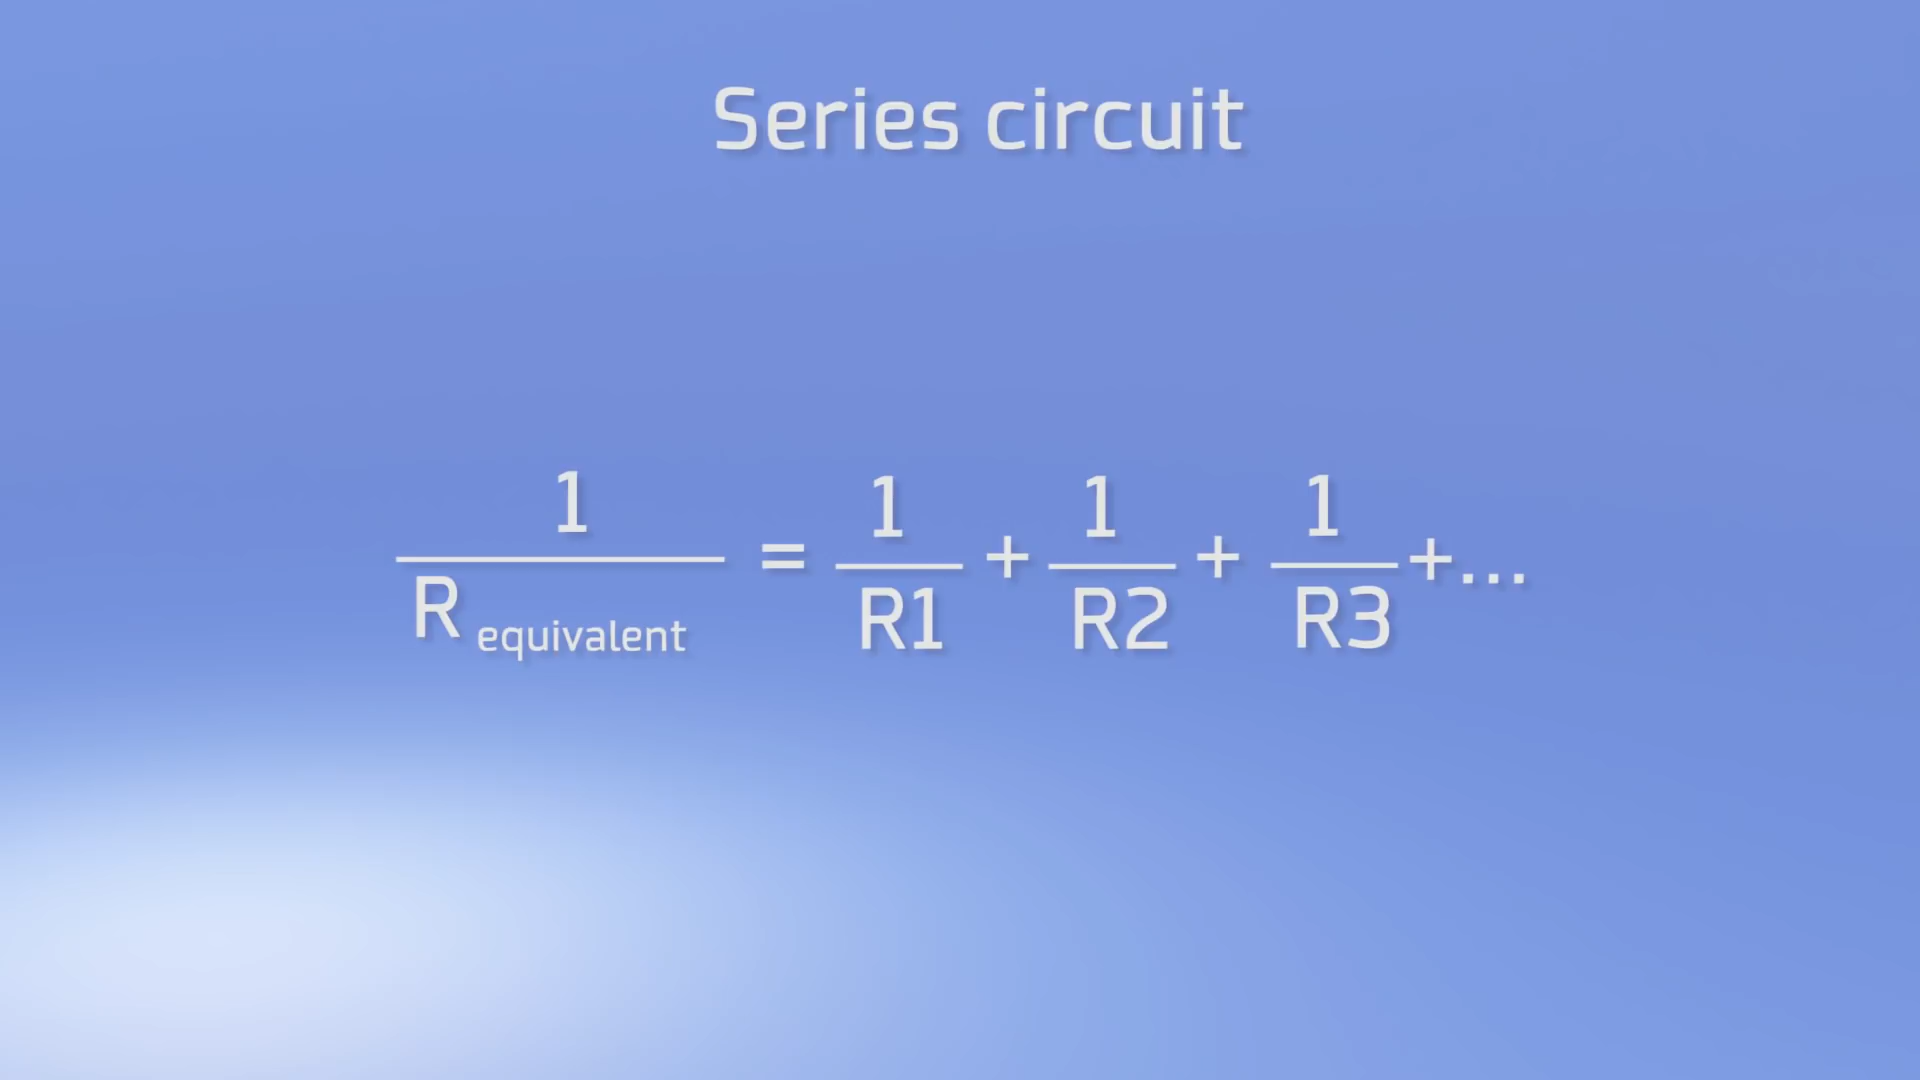 Series circuit
1/R equivalent = 1/R1 + 1/R2 + 1/R3 +...